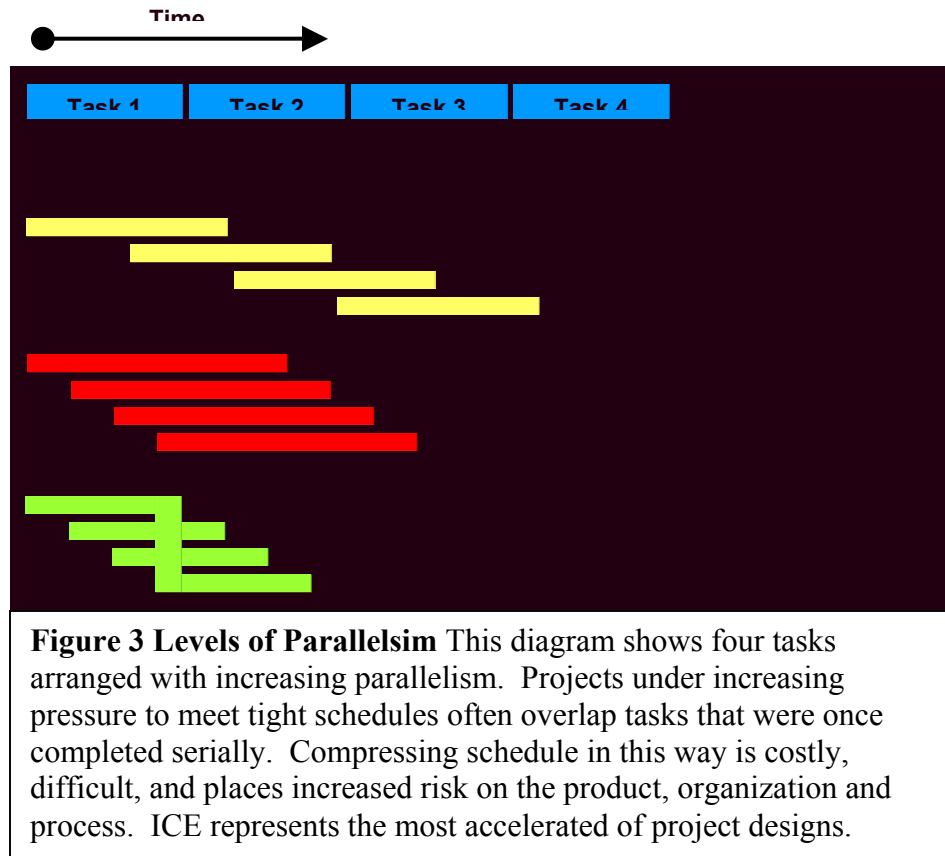 Time
Task 1
Task 2
Task 3
Task 4
Figure 3 Levels of Parallelsim This diagram shows four tasks
arranged with increasing parallelism. Projects under increasing
pressure to meet tight schedules often overlap tasks that were once
completed serially. Compressing schedule in this way is costly,
difficult, and places increased risk on the product, organization and
process. ICE represents the most accelerated of project designs.